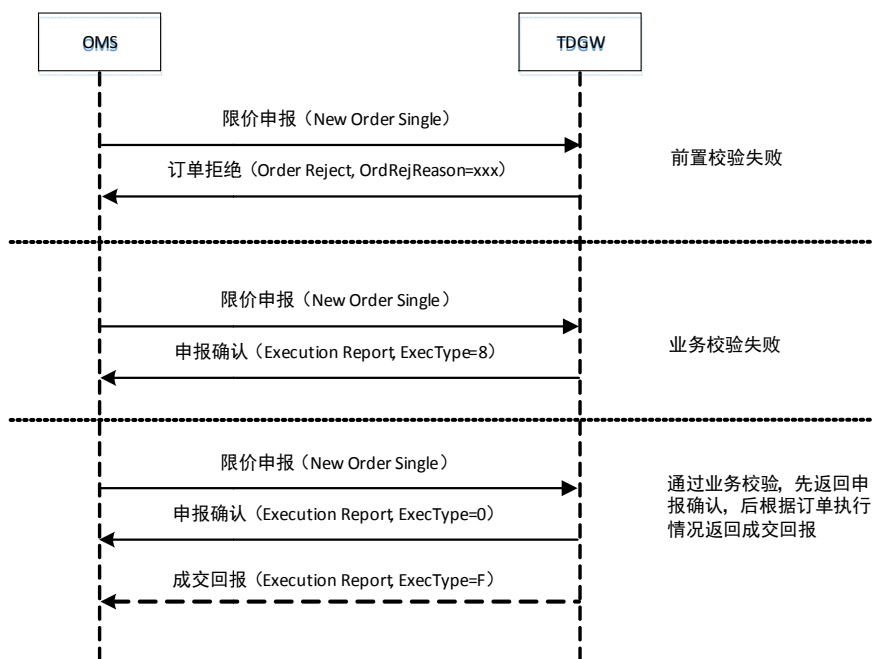 OMS
TDGW
限价申报（New Order Single）
订单拒绝（Order Reject, OrdRejReason=xxx）
前置校验失败
限价申报（New Order Single）
申报确认（Execution Report, ExecType=8）
业务校验失败
限价申报（New Order Single）
申报确认（Execution Report, ExecType=0）
成交回报（Execution Report, ExecType=F）
通过业务校验，先返回申
报确认，后根据订单执行
情况返回成交回报